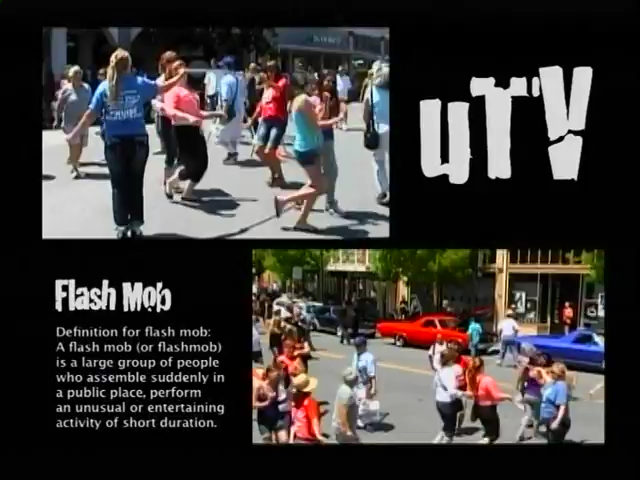 uTV
Flash Mob
Definition for flash mob:
A flash mob (or flashmob)
is a large group of people
who assemble suddenly in
a public place, perform
an unusual or entertaining
activity of short duration.